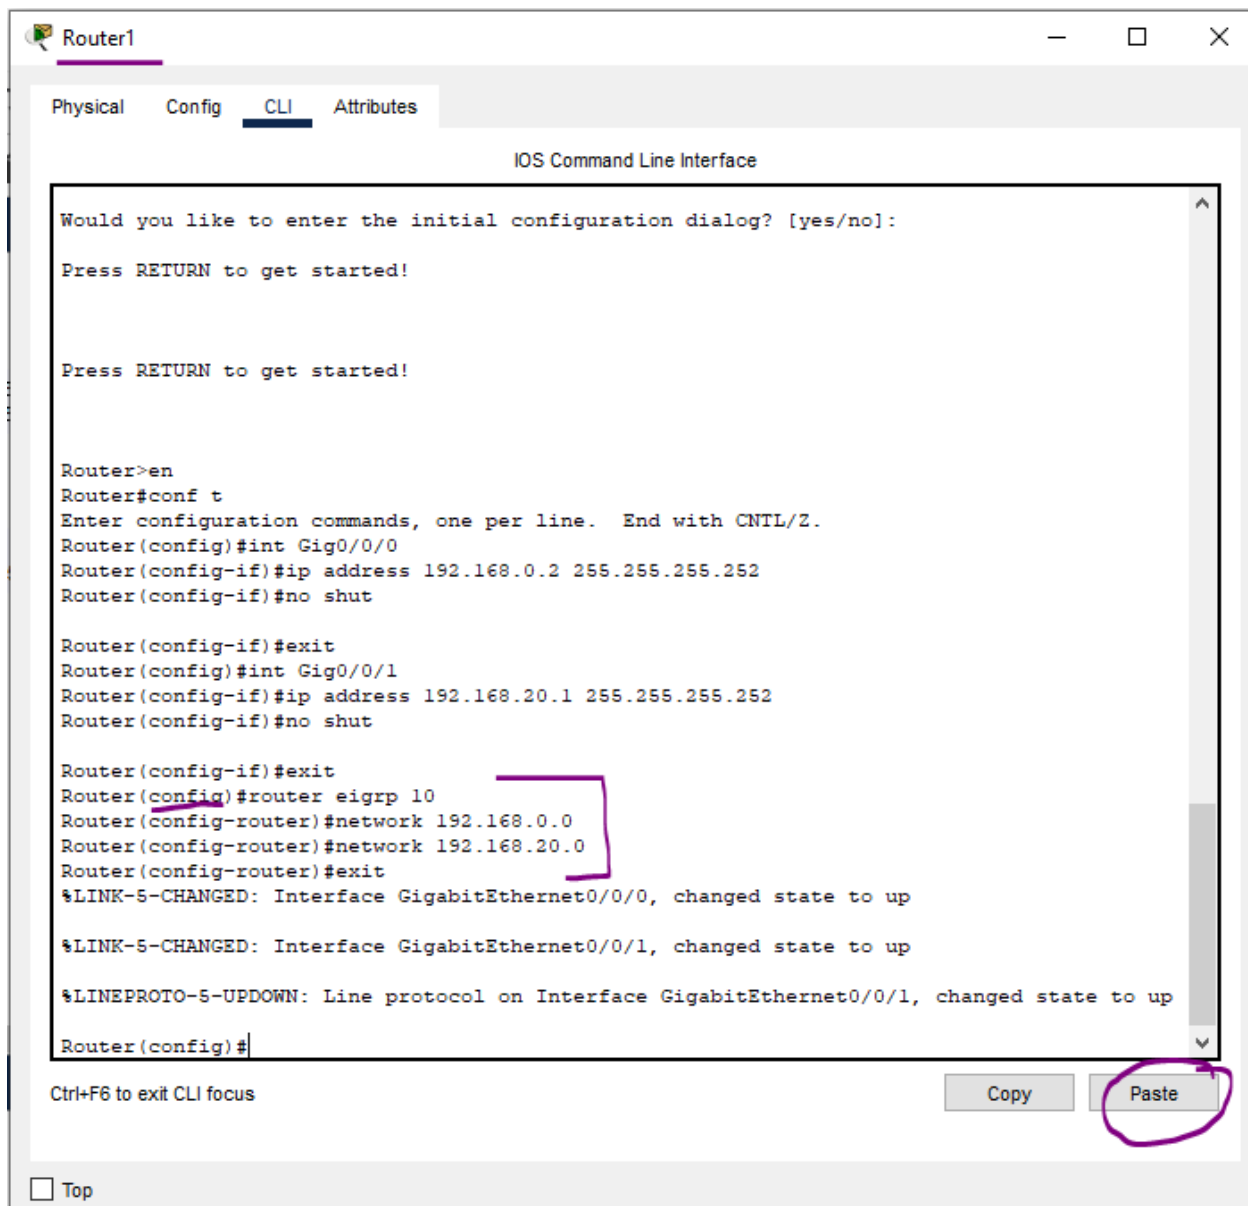 Router1
Physical Config CLI Attributes
IOS Command Line Interface
Would you like to enter the initial configuration dialog? [yes/no]:
Press RETURN to get started!
Press RETURN to get started!
Router>en
Router#conf t
Enter configuration commands, one per line.  End with CNTL/Z.
Router(config)#int Gig0/0/0
Router(config-if)#ip address 192.168.0.2 255.255.255.252
Router(config-if)#no shut
Router(config-if)#exit
Router(config)#int Gig0/0/1
Router(config-if)#ip address 192.168.20.1 255.255.255.252
Router(config-if)#no shut
Router(config-if)#exit
Router(config)#router eigrp 10
Router(config-router)#network 192.168.0.0
Router(config-router)#network 192.168.20.0
Router(config-router)#exit
%LINK-5-CHANGED: Interface GigabitEthernet0/0/0, changed state to up
%LINK-5-CHANGED: Interface GigabitEthernet0/0/1, changed state to up
%LINEPROTO-5-UPDOWN: Line protocol on Interface GigabitEthernet0/0/1, changed state to up
Router(config)#
Ctrl+F6 to exit CLI focus Copy Paste
Top